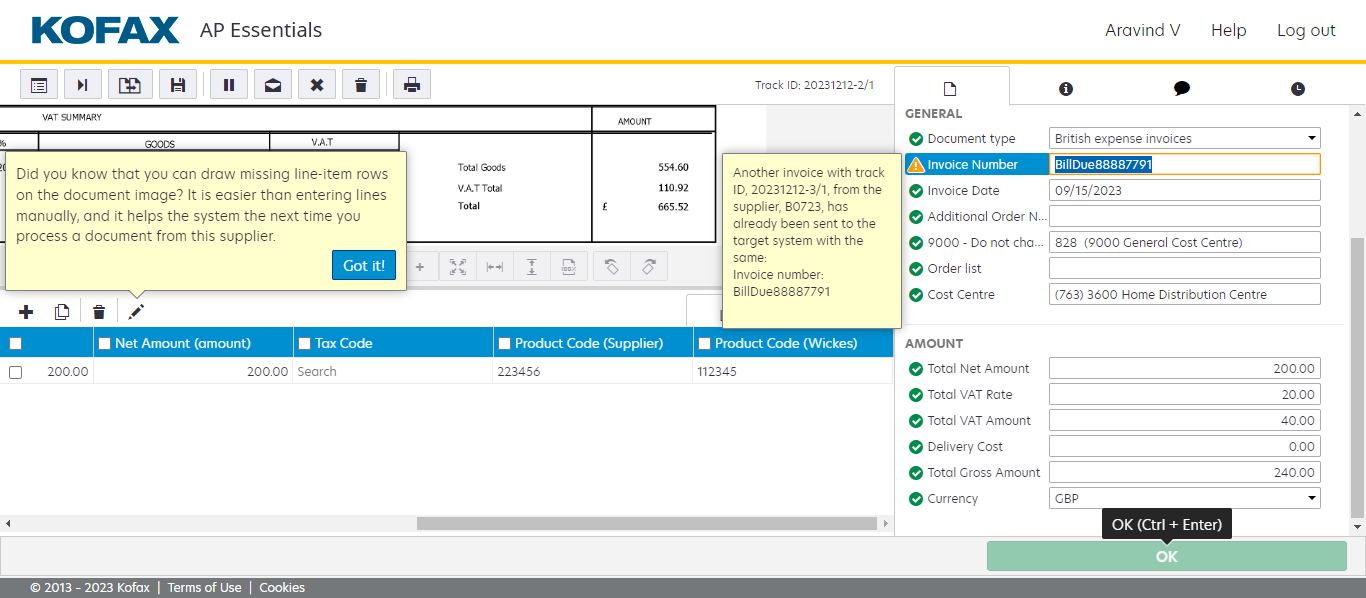 KOFAX AP Essentials
Aravind V Help Log out
Track ID: 20231212-2/1
VAT SUMMARY
AMOUNT
%
GOODS
V.A.T
Total Goods 554.60
V.A.T Total 110.92
Total £ 665.52
Did you know that you can draw missing line-item rows
on the document image? It is easier than entering lines
manually, and it helps the system the next time you
process a document from this supplier.
Got it!
Another invoice with track
ID, 20231212-3/1, from the
supplier, B0723, has
already been sent to the
target system with the
same:
Invoice number:
BillDue88887791
Net Amount (amount) Tax Code Product Code (Supplier) Product Code (Wickes)
200.00 200.00 Search 223456 112345
GENERAL
Document type British expense invoices
Invoice Number BillDue88887791
Invoice Date 09/15/2023
Additional Order N...
9000 - Do not cha... 828 (9000 General Cost Centre)
Order list
Cost Centre (763) 3600 Home Distribution Centre
AMOUNT
Total Net Amount 200.00
Total VAT Rate 20.00
Total VAT Amount 40.00
Delivery Cost 0.00
Total Gross Amount 240.00
Currency GBP
OK (Ctrl + Enter)
OK
© 2013 - 2023 Kofax | Terms of Use | Cookies